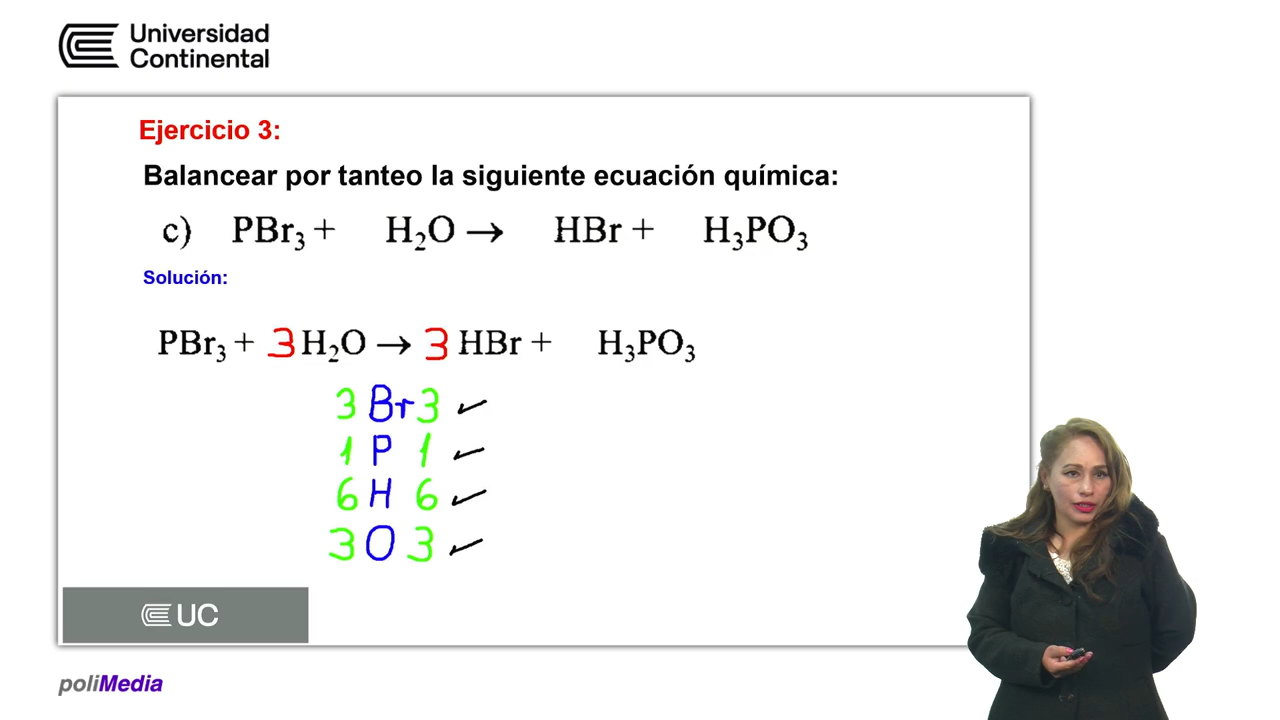 Universidad
Continental
Ejercicio 3:
Balancear por tanteo la siguiente ecuación química:
c) PBr₃ + H₂O → HBr + H₃PO₃
Solución:
PBr₃ + 3 H₂O → 3 HBr + H₃PO₃
3 Br 3 ✓
1 P 1 ✓
6 H 6 ✓
3 O 3 ✓
UC
poliMedia